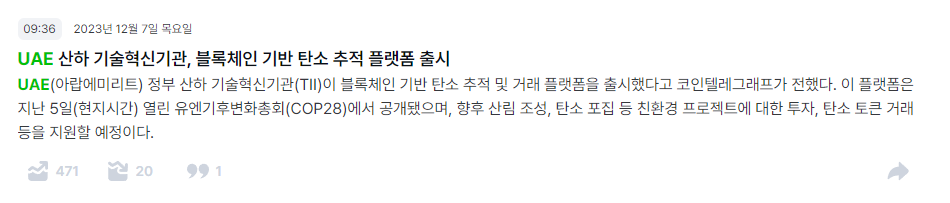 09:36 2023년 12월 7일 목요일
UAE 산하 기술혁신기관, 블록체인 기반 탄소 추적 플랫폼 출시
UAE(아랍에미리트) 정부 산하 기술혁신기관(TII)이 블록체인 기반 탄소 추적 및 거래 플랫폼을 출시했다고 코인텔레그래프가 전했다. 이 플랫폼은
지난 5일(현지시간) 열린 유엔기후변화총회(COP28)에서 공개됐으며, 향후 산림 조성, 탄소 포집 등 친환경 프로젝트에 대한 투자, 탄소 토큰 거래
등을 지원할 예정이다.
471 20 1